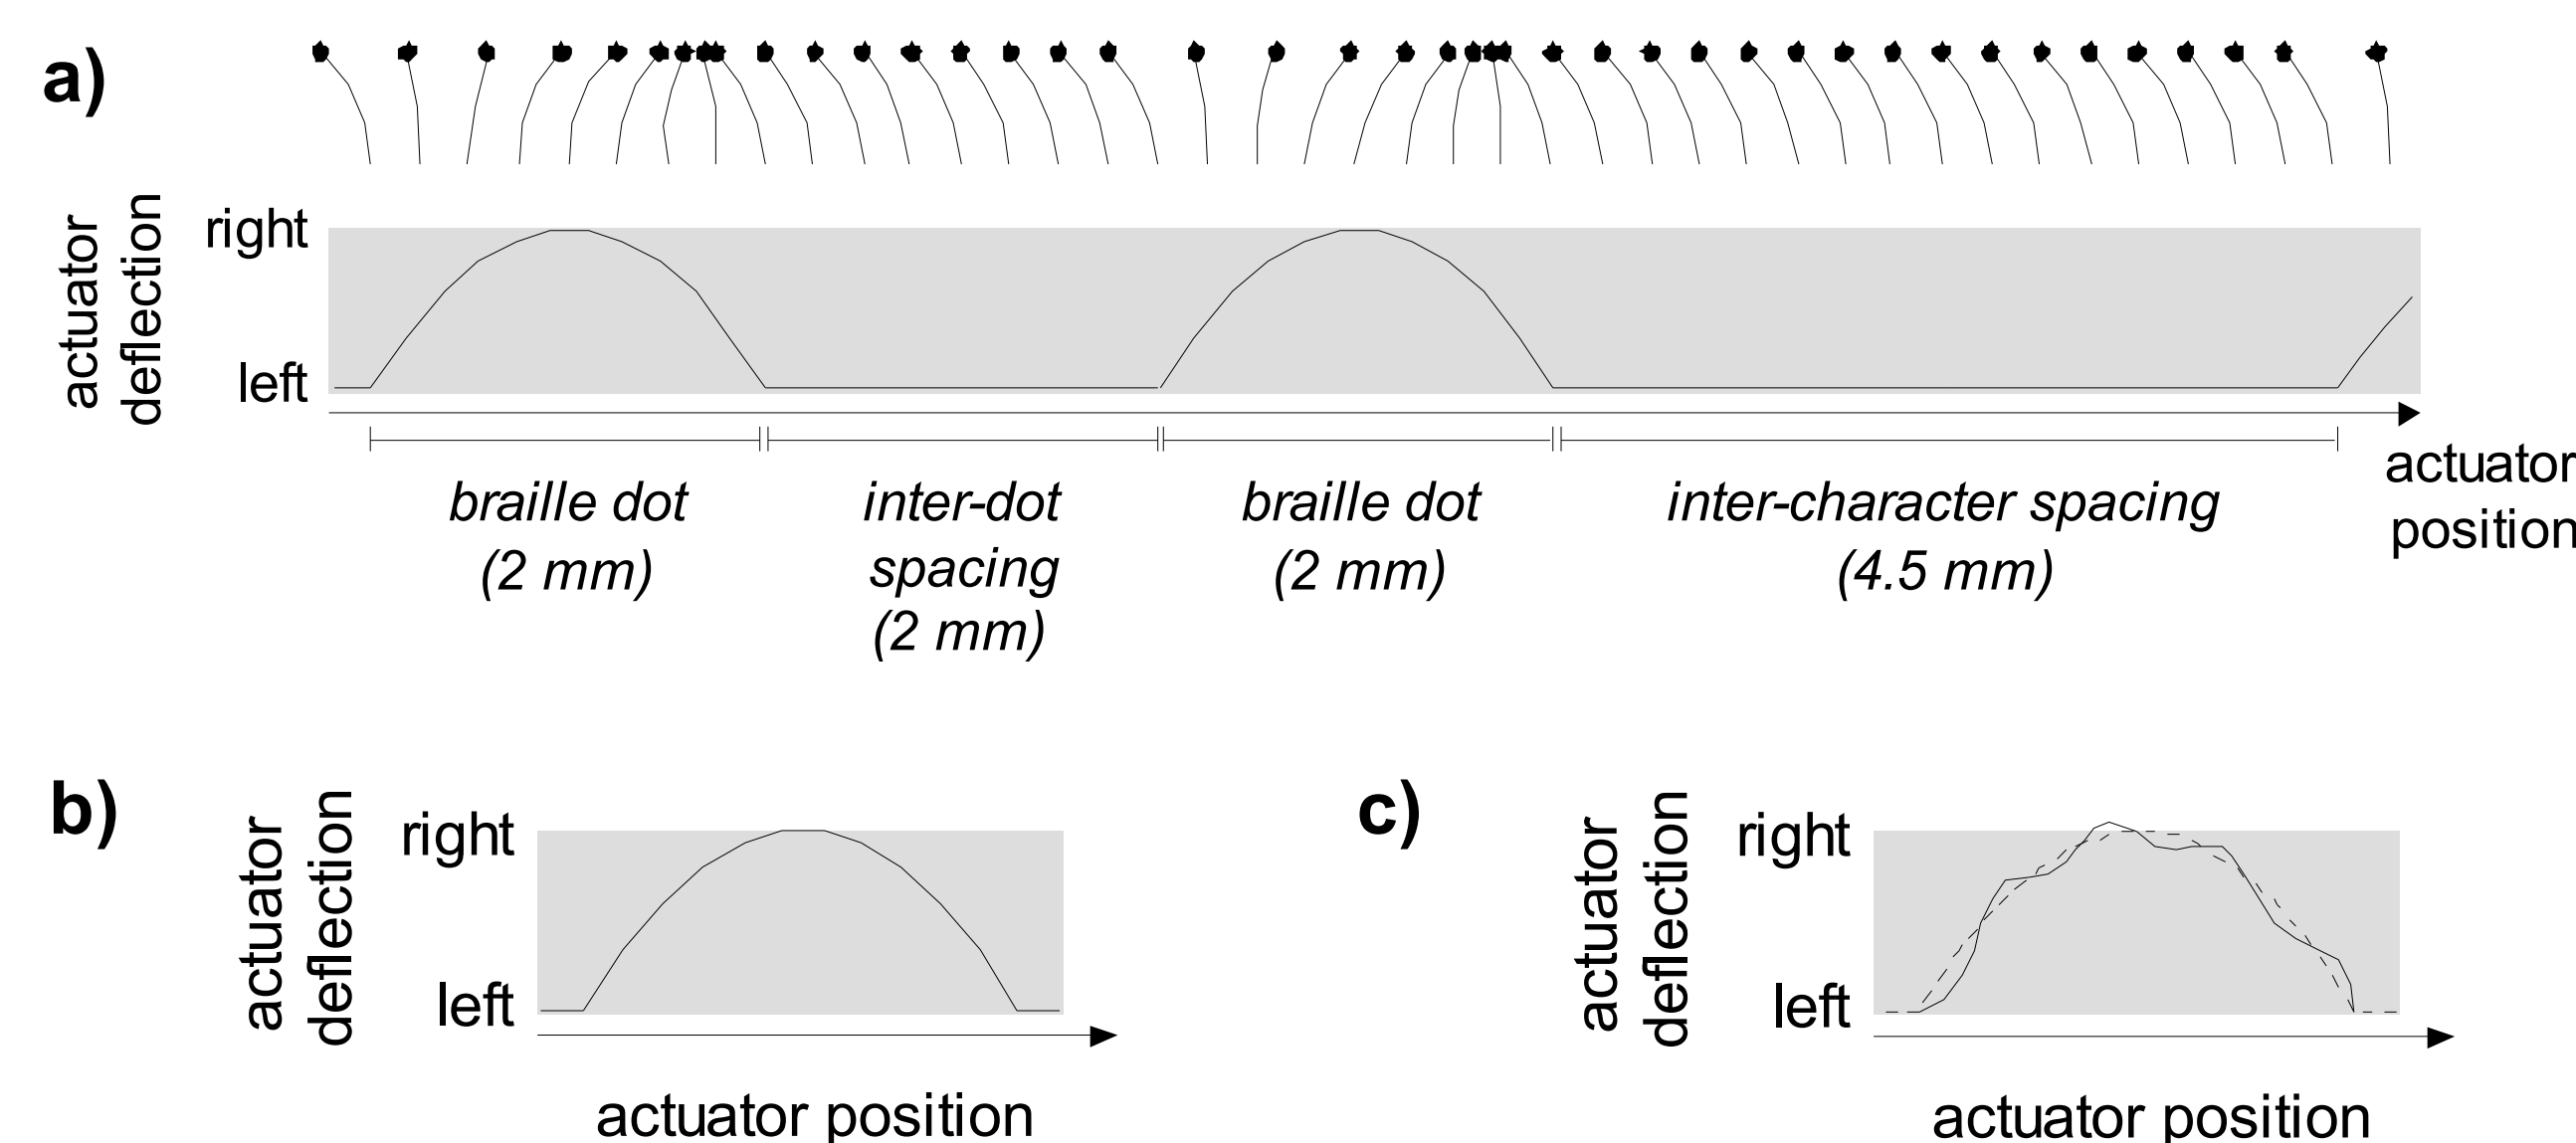 a)
actuator
deflection
right
left
braille dot
(2 mm)
inter-dot
spacing
(2 mm)
braille dot
(2 mm)
inter-character spacing
(4.5 mm)
actuator
position
b)
actuator
deflection
right
left
actuator position
c)
actuator
deflection
right
left
actuator position